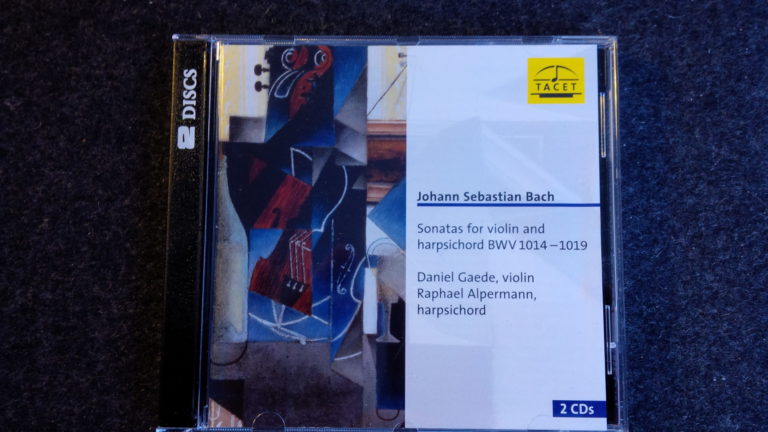 2 DISCS
TACET
Johann Sebastian Bach
Sonatas for violin and
harpsichord BWV 1014–1019
Daniel Gaede, violin
Raphael Alpermann,
harpsichord
2 CDs